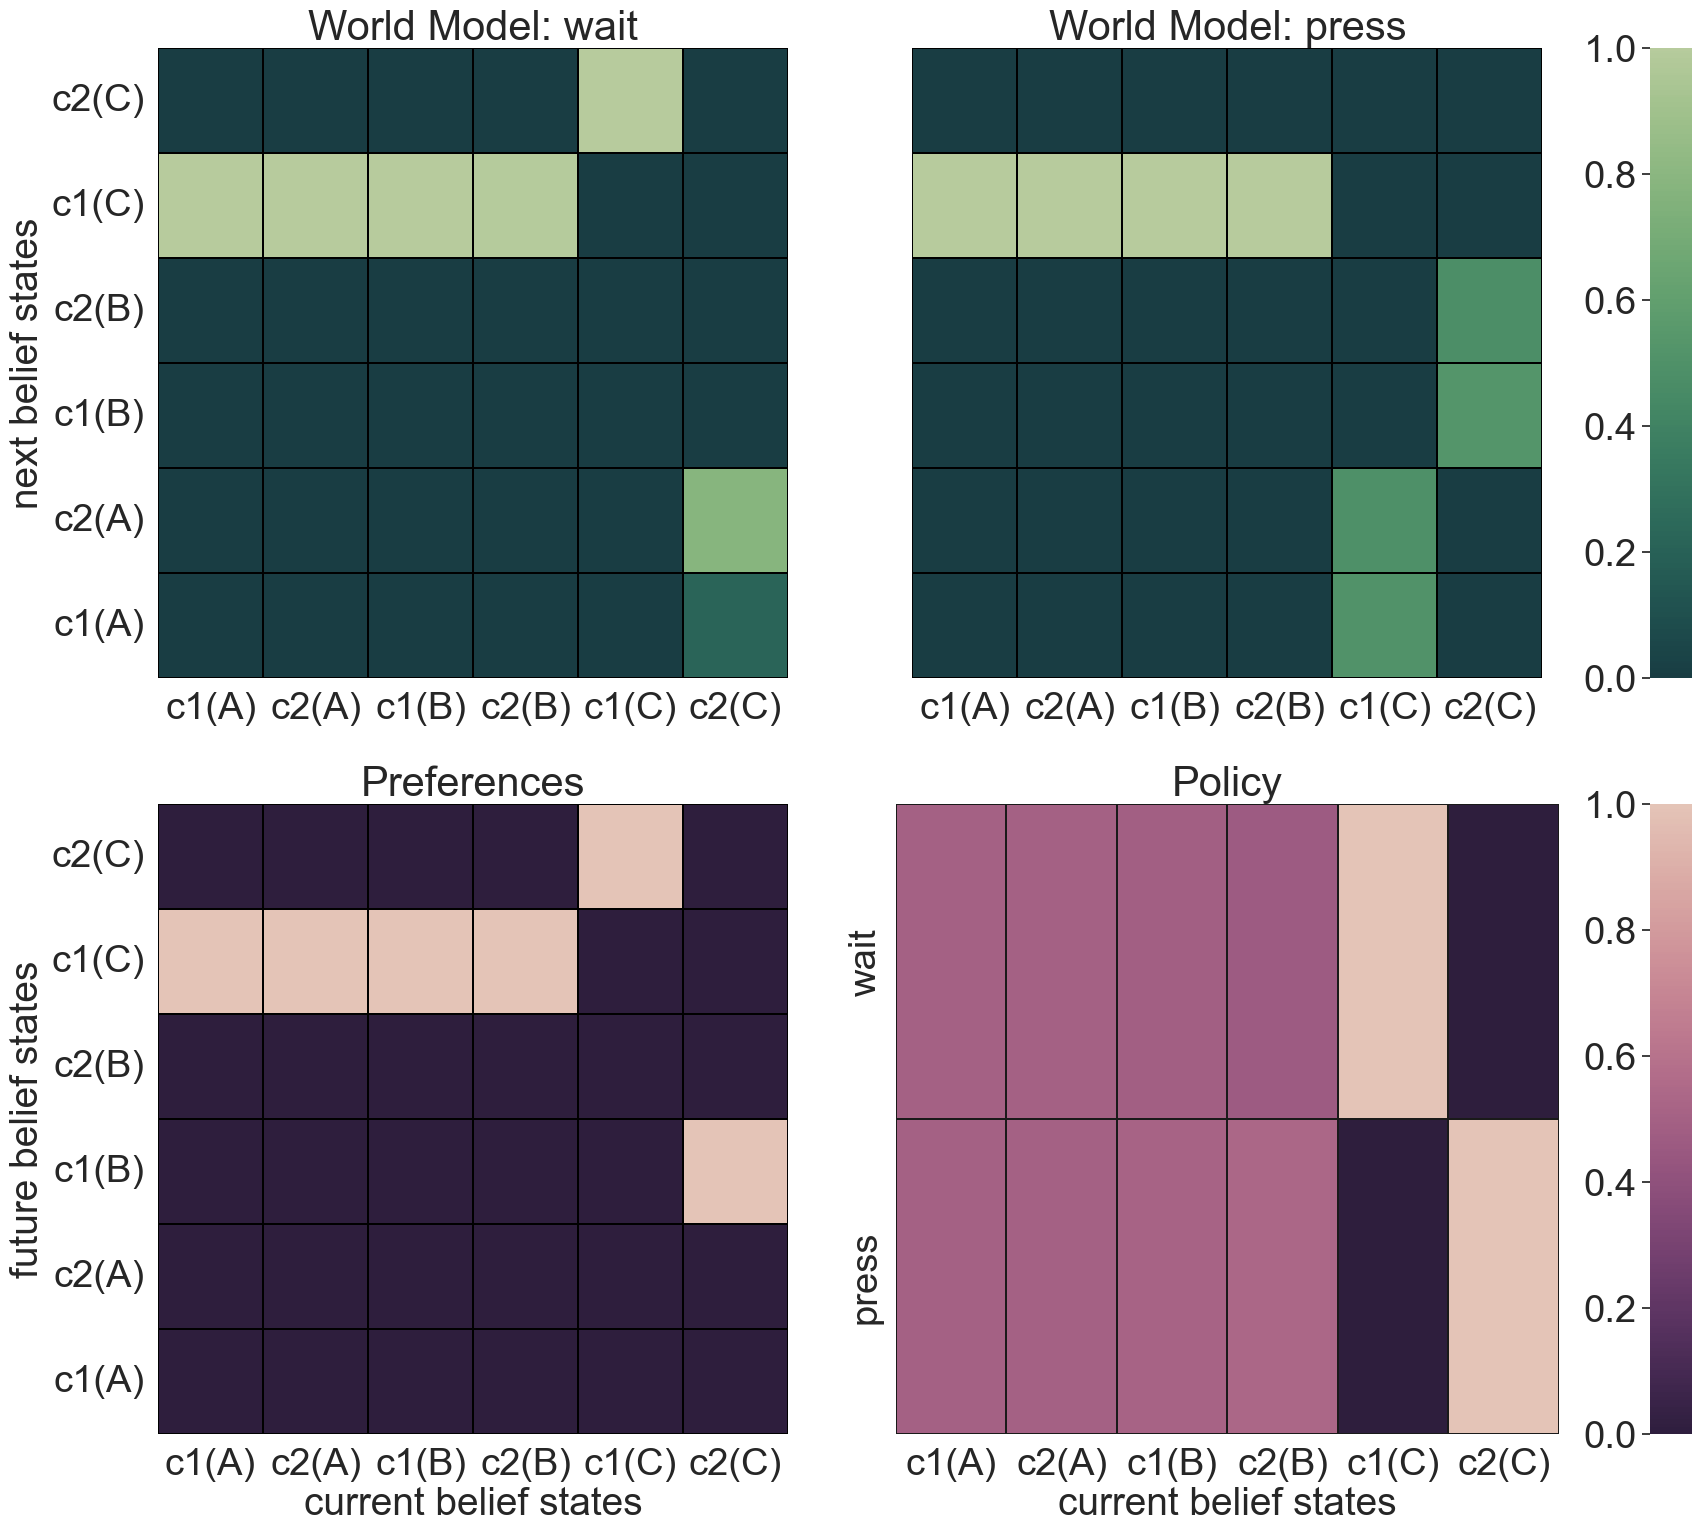 World Model: wait
World Model: press
next belief states
c2(C)
c1(C)
c2(B)
c1(B)
c2(A)
c1(A)
c1(A) c2(A) c1(B) c2(B) c1(C) c2(C)
c1(A) c2(A) c1(B) c2(B) c1(C) c2(C)
1.0
0.8
0.6
0.4
0.2
0.0
Preferences
Policy
future belief states
c2(C)
c1(C)
c2(B)
c1(B)
c2(A)
c1(A)
c1(A) c2(A) c1(B) c2(B) c1(C) c2(C)
current belief states
wait
press
c1(A) c2(A) c1(B) c2(B) c1(C) c2(C)
current belief states
1.0
0.8
0.6
0.4
0.2
0.0